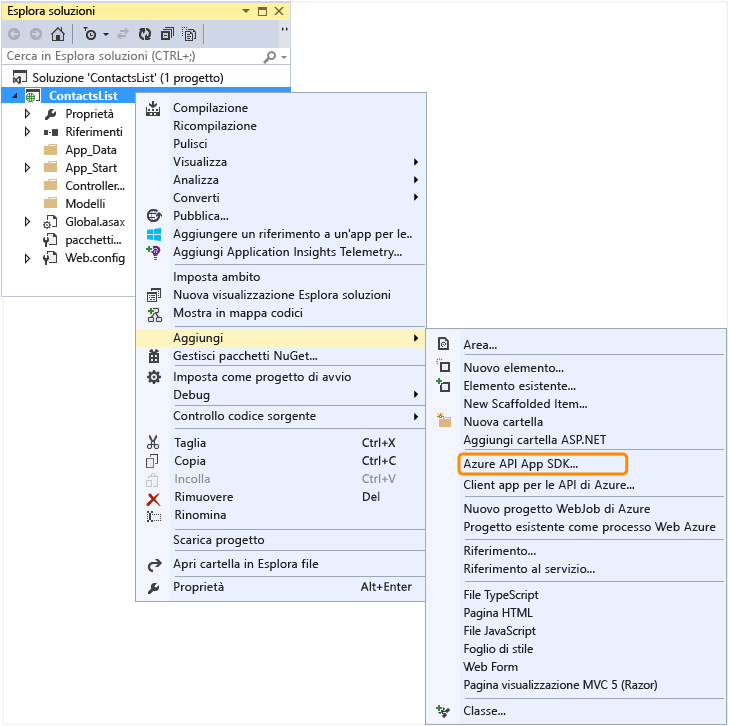 Esplora soluzioni
Cerca in Esplora soluzioni (CTRL+;)
Soluzione 'ContactsList' (1 progetto)
ContactsList
Proprietà
Riferimenti
App_Data
App_Start
Controller...
Modelli
Global.asax
pacchetti...
Web.config
Compilazione
Ricompilazione
Pulisci
Visualizza
Analizza
Converti
Pubblica...
Aggiungere un riferimento a un'app per le..
Aggiungi Application Insights Telemetry...
Imposta ambito
Nuova visualizzazione Esplora soluzioni
Mostra in mappa codici
Aggiungi
Gestisci pacchetti NuGet...
Imposta come progetto di avvio
Debug
Controllo codice sorgente
Taglia Ctrl+X
Copia Ctrl+C
Incolla Ctrl+V
Rimuovere Del
Rinomina
Scarica progetto
Apri cartella in Esplora file
Proprietà Alt+Enter
Area...
Nuovo elemento...
Elemento esistente...
New Scaffolded Item...
Nuova cartella
Aggiungi cartella ASP.NET
Azure API App SDK...
Client app per le API di Azure...
Nuovo progetto WebJob di Azure
Progetto esistente come processo Web Azure
Riferimento...
Riferimento al servizio...
File TypeScript
Pagina HTML
File JavaScript
Foglio di stile
Web Form
Pagina visualizzazione MVC 5 (Razor)
Classe...